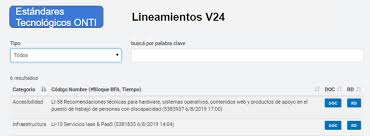 Estándares
Tecnológicos ONTI
Lineamientos V24
Tipo
buscá por palabra clave
Todos
6 resultados
Categoria Código Nombre (#Bloque BFA, Tiempo) DOC RD
Accesibilidad LI-58 Recomendaciones técnicas para hardware, sistemas operativos, contenidos web y productos de apoyo en el
puesto de trabajo de personas con discapacidad (5383937 6/8/2019 17:00) DOC RD
Infraestructura LI-10 Servicios Iaas & PaaS (5381835 6/8/2019 14:04) DOC RD